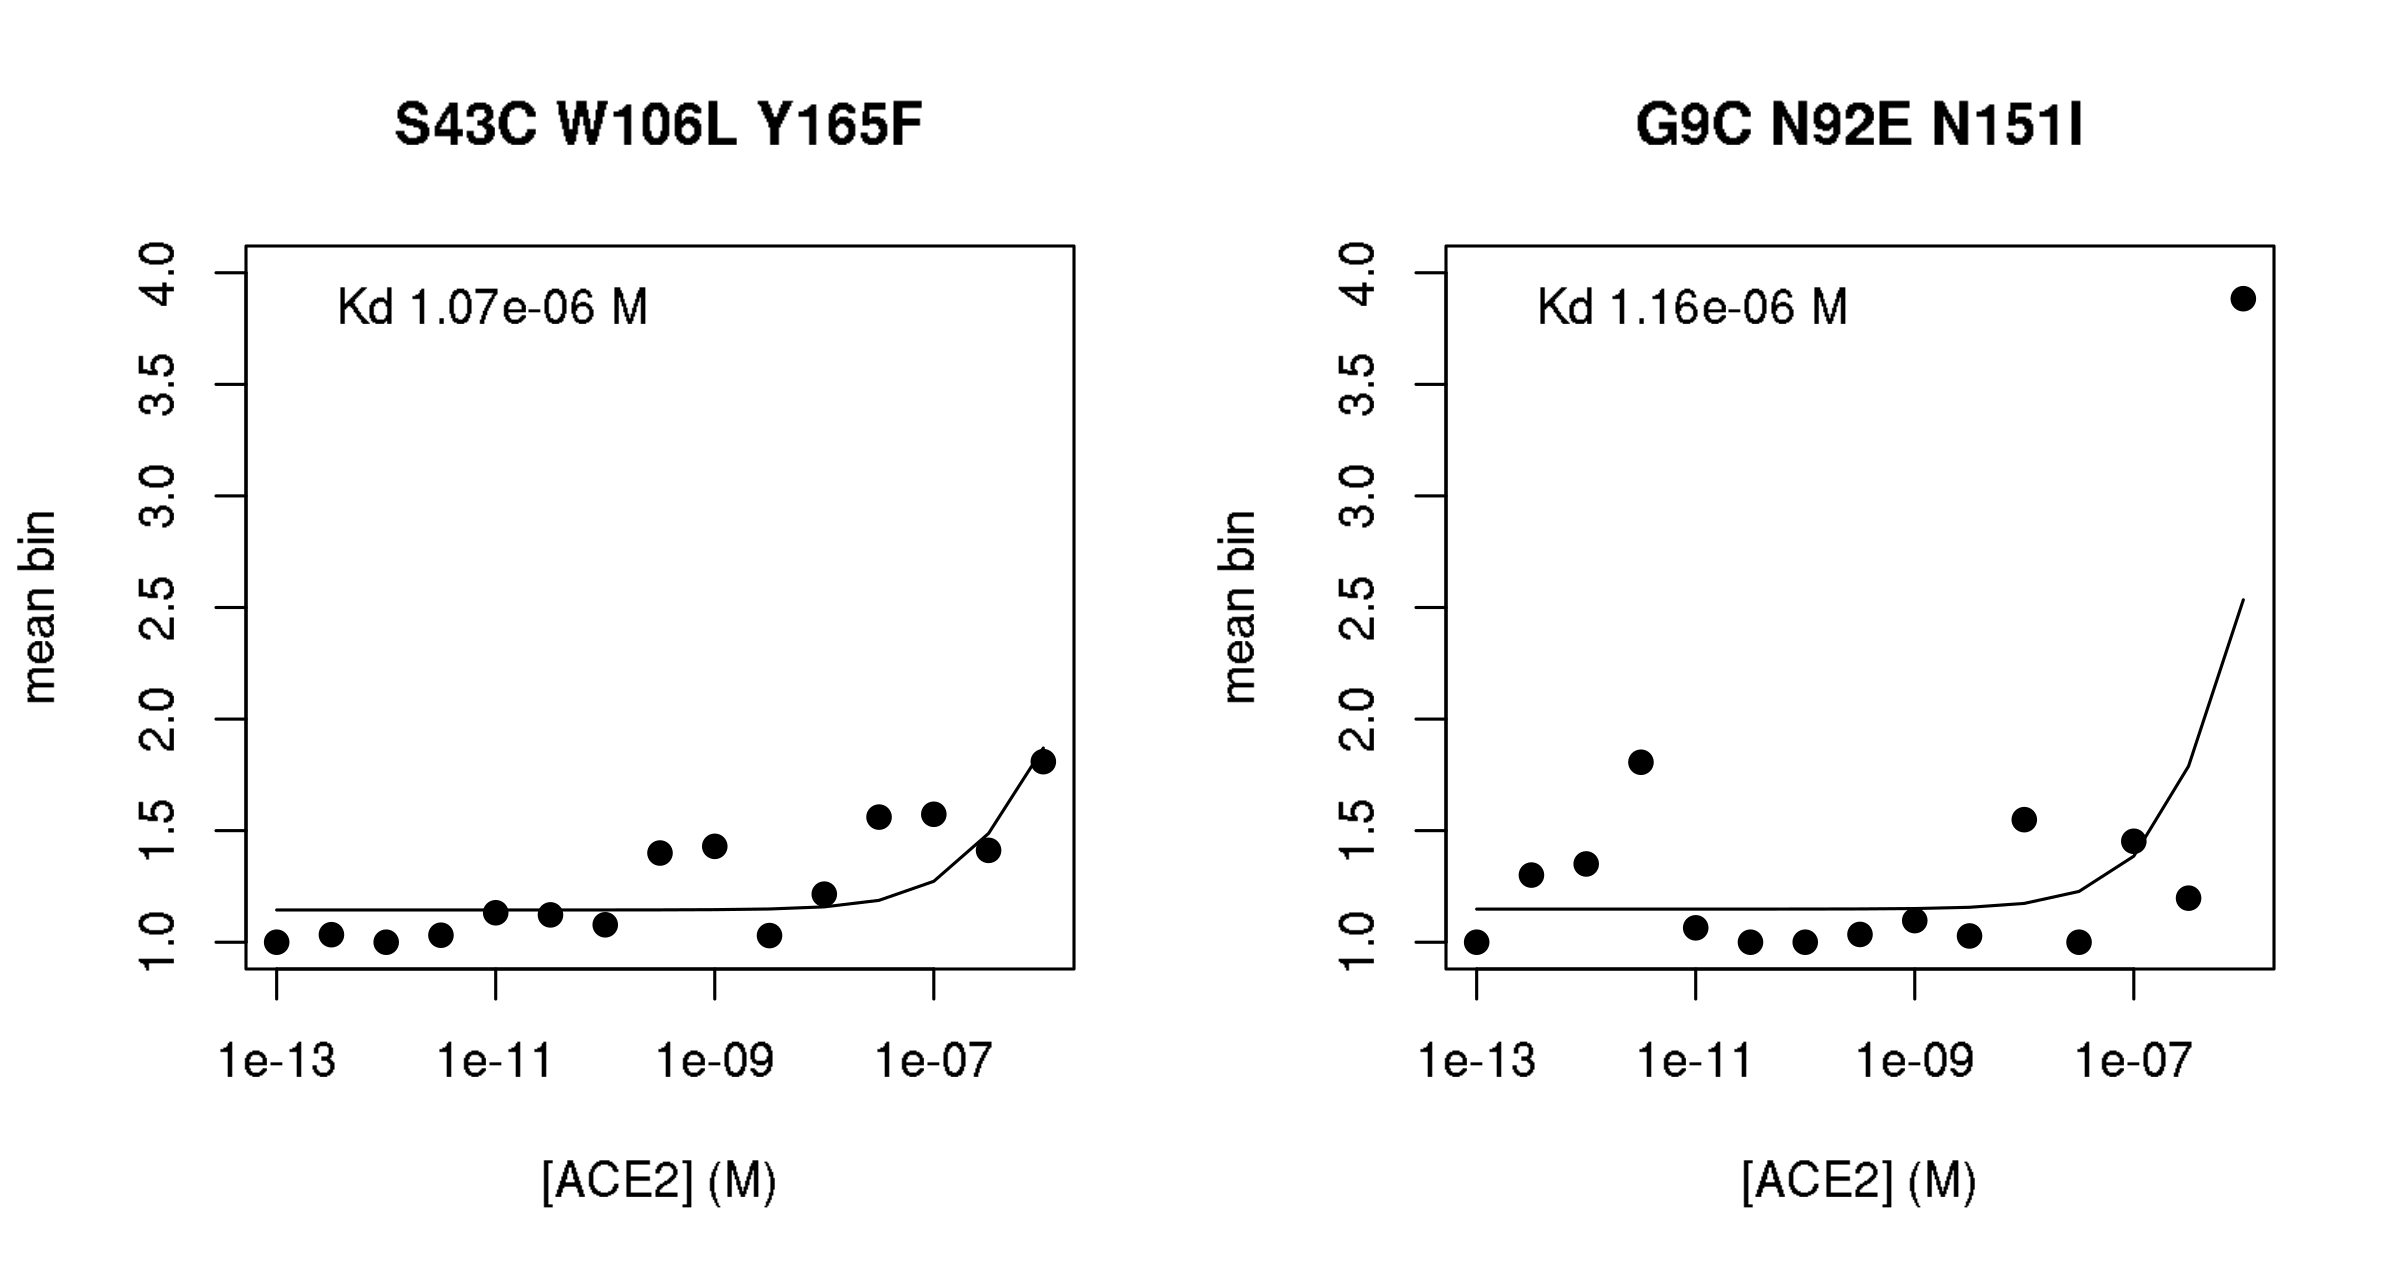 S43C W106L Y165F
Kd 1.07e-06 M
mean bin
4.0
3.5
3.0
2.5
2.0
1.5
1.0
1e-13 1e-11 1e-09 1e-07
[ACE2] (M)
G9C N92E N151I
Kd 1.16e-06 M
mean bin
4.0
3.5
3.0
2.5
2.0
1.5
1.0
1e-13 1e-11 1e-09 1e-07
[ACE2] (M)